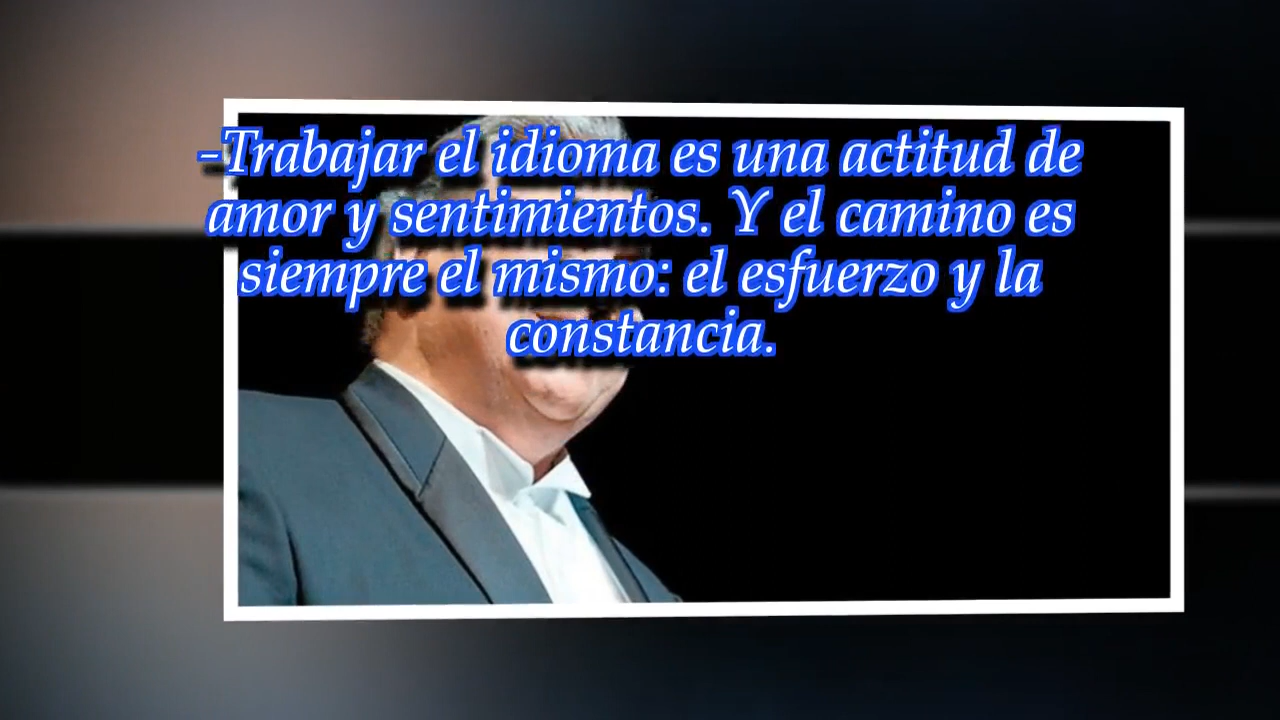 -Trabajar el idioma es una actitud de
amor y sentimientos. Y el camino es
siempre el mismo: el esfuerzo y la
constancia.